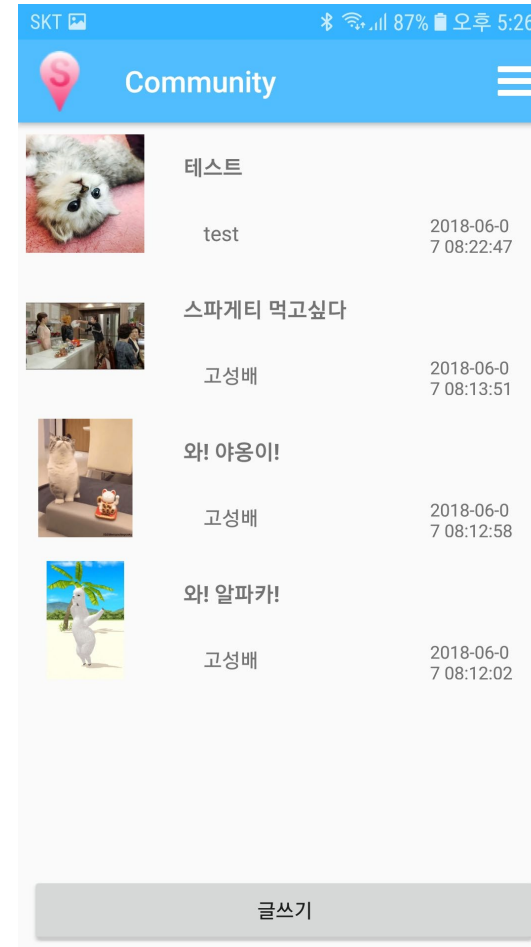 SKT 87% 오후 5:26
S Community
테스트
test 2018-06-0
7 08:22:47
스파게티 먹고싶다
고성배 2018-06-0
7 08:13:51
와! 야옹이!
고성배 2018-06-0
7 08:12:58
와! 알파카!
고성배 2018-06-0
7 08:12:02
글쓰기